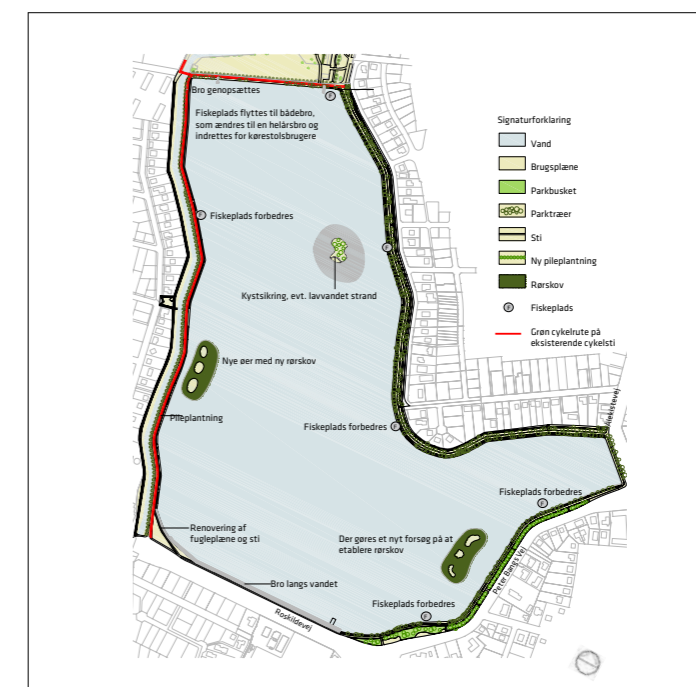 Bro genopsættes
Fiskeplads flyttes til bådebro,
som ændres til en helårsbro og
indrettes for kørestolsbrugere
F
F
Fiskeplads forbedres
F
Kystsikring, evt. lavvandet strand
Nye øer med ny rørskov
Pileplantning
Fiskeplads forbedres
F
Fiskeplads forbedres
F
Renovering af
fugleplæne og sti
Der gøres et nyt forsøg på at
etablere rørskov
Bro langs vandet
Fiskeplads forbedres
F
Roskildevej
Peter Bangs Vej
Ålekistevej
Signaturforklaring
Vand
Brugsplæne
Parkbusket
Parktræer
Sti
Ny pileplantning
Rørskov
F
Fiskeplads
Grøn cykelrute på
eksisterende cykelsti